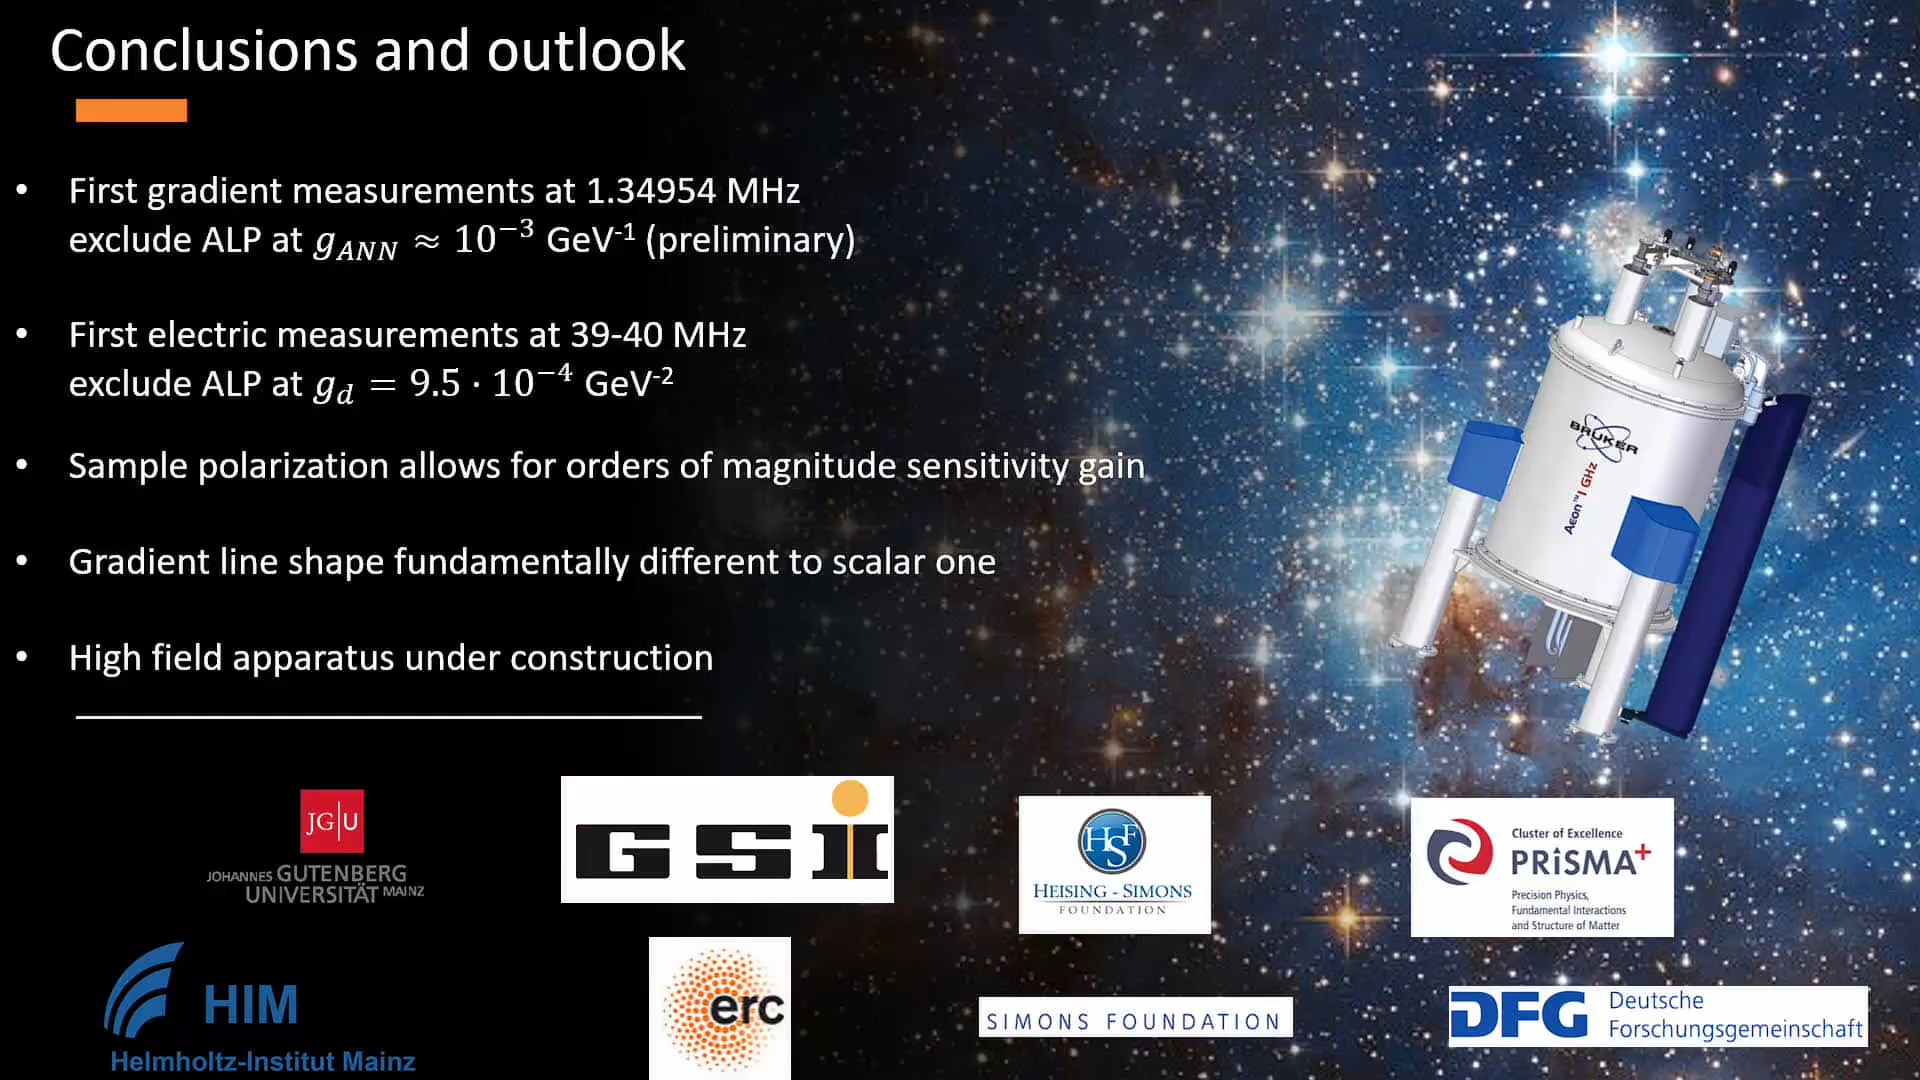 Conclusions and outlook
• First gradient measurements at 1.34954 MHz
exclude ALP at g_{ANN} ≈ 10^{−3} GeV^{-1} (preliminary)
• First electric measurements at 39-40 MHz
exclude ALP at g_d = 9.5 · 10^{−4} GeV^{-2}
• Sample polarization allows for orders of magnitude sensitivity gain
• Gradient line shape fundamentally different to scalar one
• High field apparatus under construction
BRUKER
Aeon™ 1 GHz
JG|U
JOHANNES GUTENBERG
UNIVERSITÄT MAINZ
GSI
HSF
HEISING - SIMONS
FOUNDATION
Cluster of Excellence
PRiSMA+
Precision Physics,
Fundamental Interactions
and Structure of Matter
HIM
Helmholtz-Institut Mainz
erc
SIMONS FOUNDATION
DFG
Deutsche
Forschungsgemeinschaft